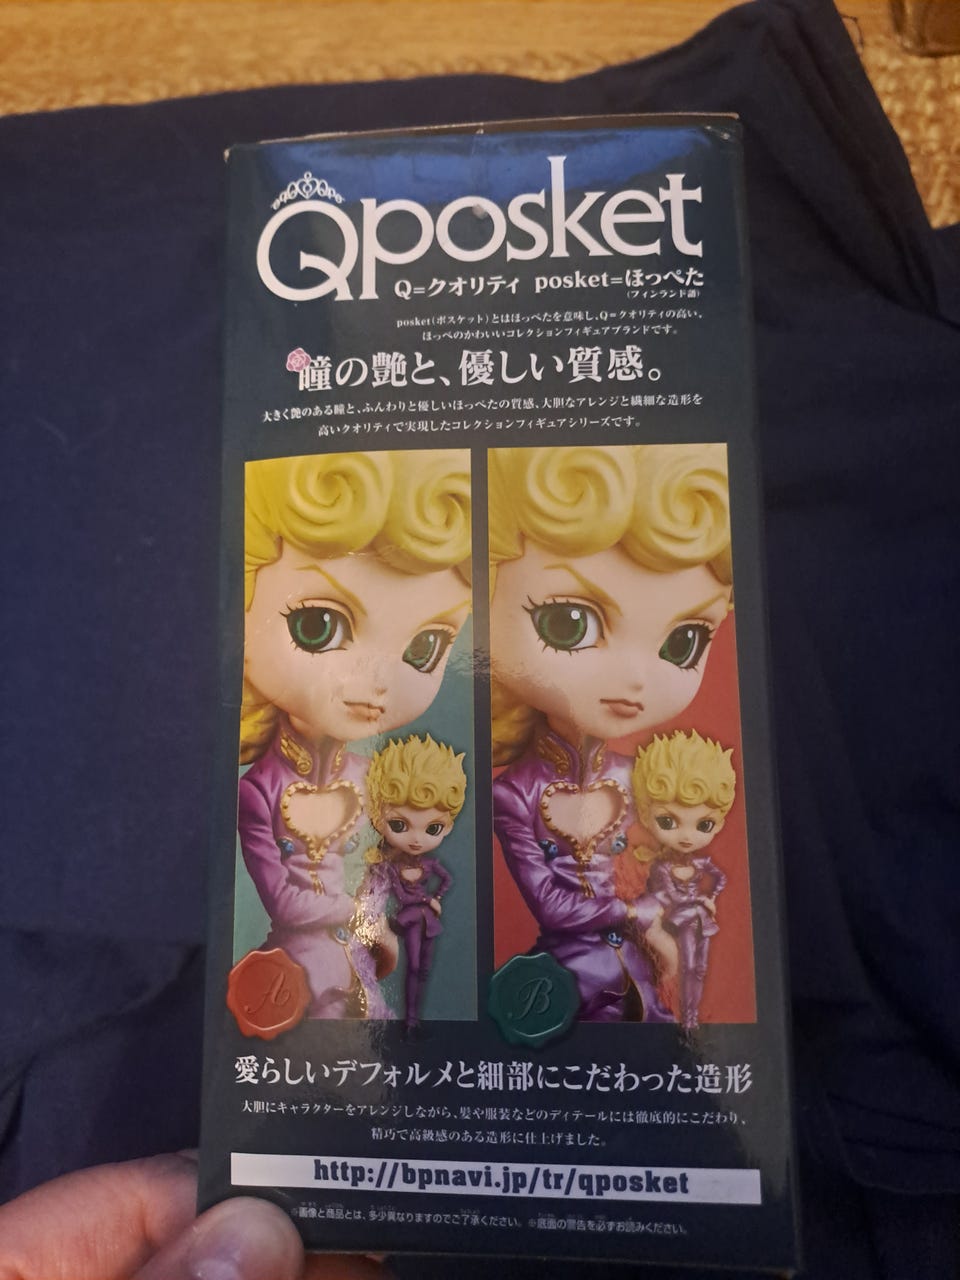 Qposket
Q=クオリティ posket=ほっぺた
(フィンランド語)
posket(ポスケット)とはほっぺたを意味し、Q=クオリティの高い、
ほっぺのかわいいコレクションフィギュアブランドです。
瞳の艶と、優しい質感。
大きく艶のある瞳と、ふんわりと優しいほっぺたの質感、大胆なアレンジと繊細な造形を
高いクオリティで実現したコレクションフィギュアシリーズです。
A
B
愛らしいデフォルメと細部にこだわった造形
大胆にキャラクターをアレンジしながら、髪や服装などのディテールには徹底的にこだわり、
精巧で高級感のある造形に仕上げました。
http://bpnavi.jp/tr/qposket
※画像と商品とは、多少異なりますのでご了承ください。 ※底面の警告を必ずお読みください。